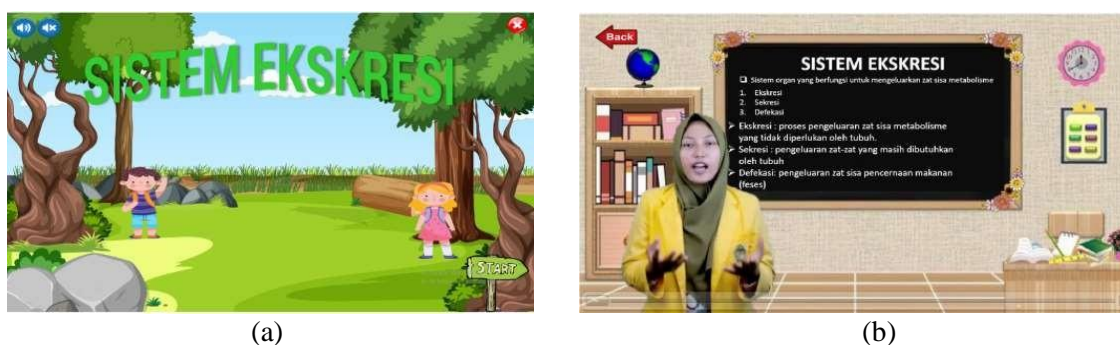 SISTEM EKSKRESI
START
(a)
Back
SISTEM EKSKRESI
❑ Sistem organ yang berfungsi untuk mengeluarkan zat sisa metabolisme
1. Ekskresi
2. Sekresi
3. Defekasi
➢ Ekskresi : proses pengeluaran zat sisa metabolisme
yang tidak diperlukan oleh tubuh.
➢ Sekresi : pengeluaran zat-zat yang masih dibutuhkan
oleh tubuh
➢ Defekasi: pengeluaran zat sisa pencernaan makanan
(feses)
(b)